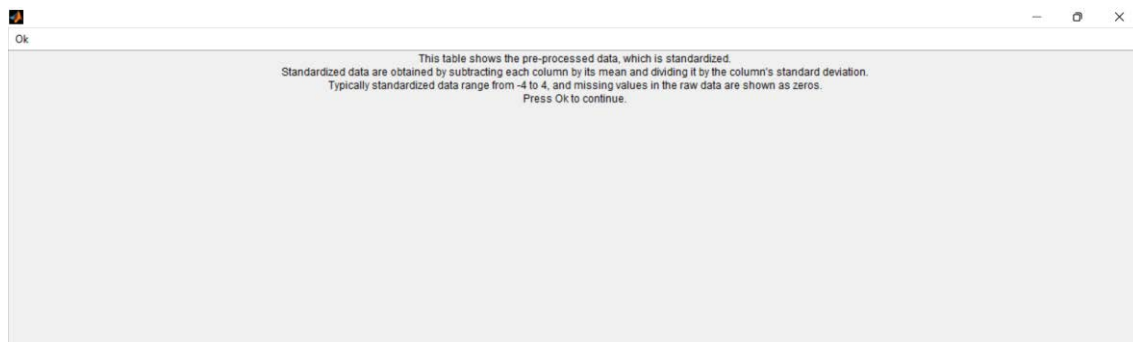 Ok
This table shows the pre-processed data, which is standardized.
Standardized data are obtained by subtracting each column by its mean and dividing it by the column's standard deviation.
Typically standardized data range from -4 to 4, and missing values in the raw data are shown as zeros.
Press Ok to continue.